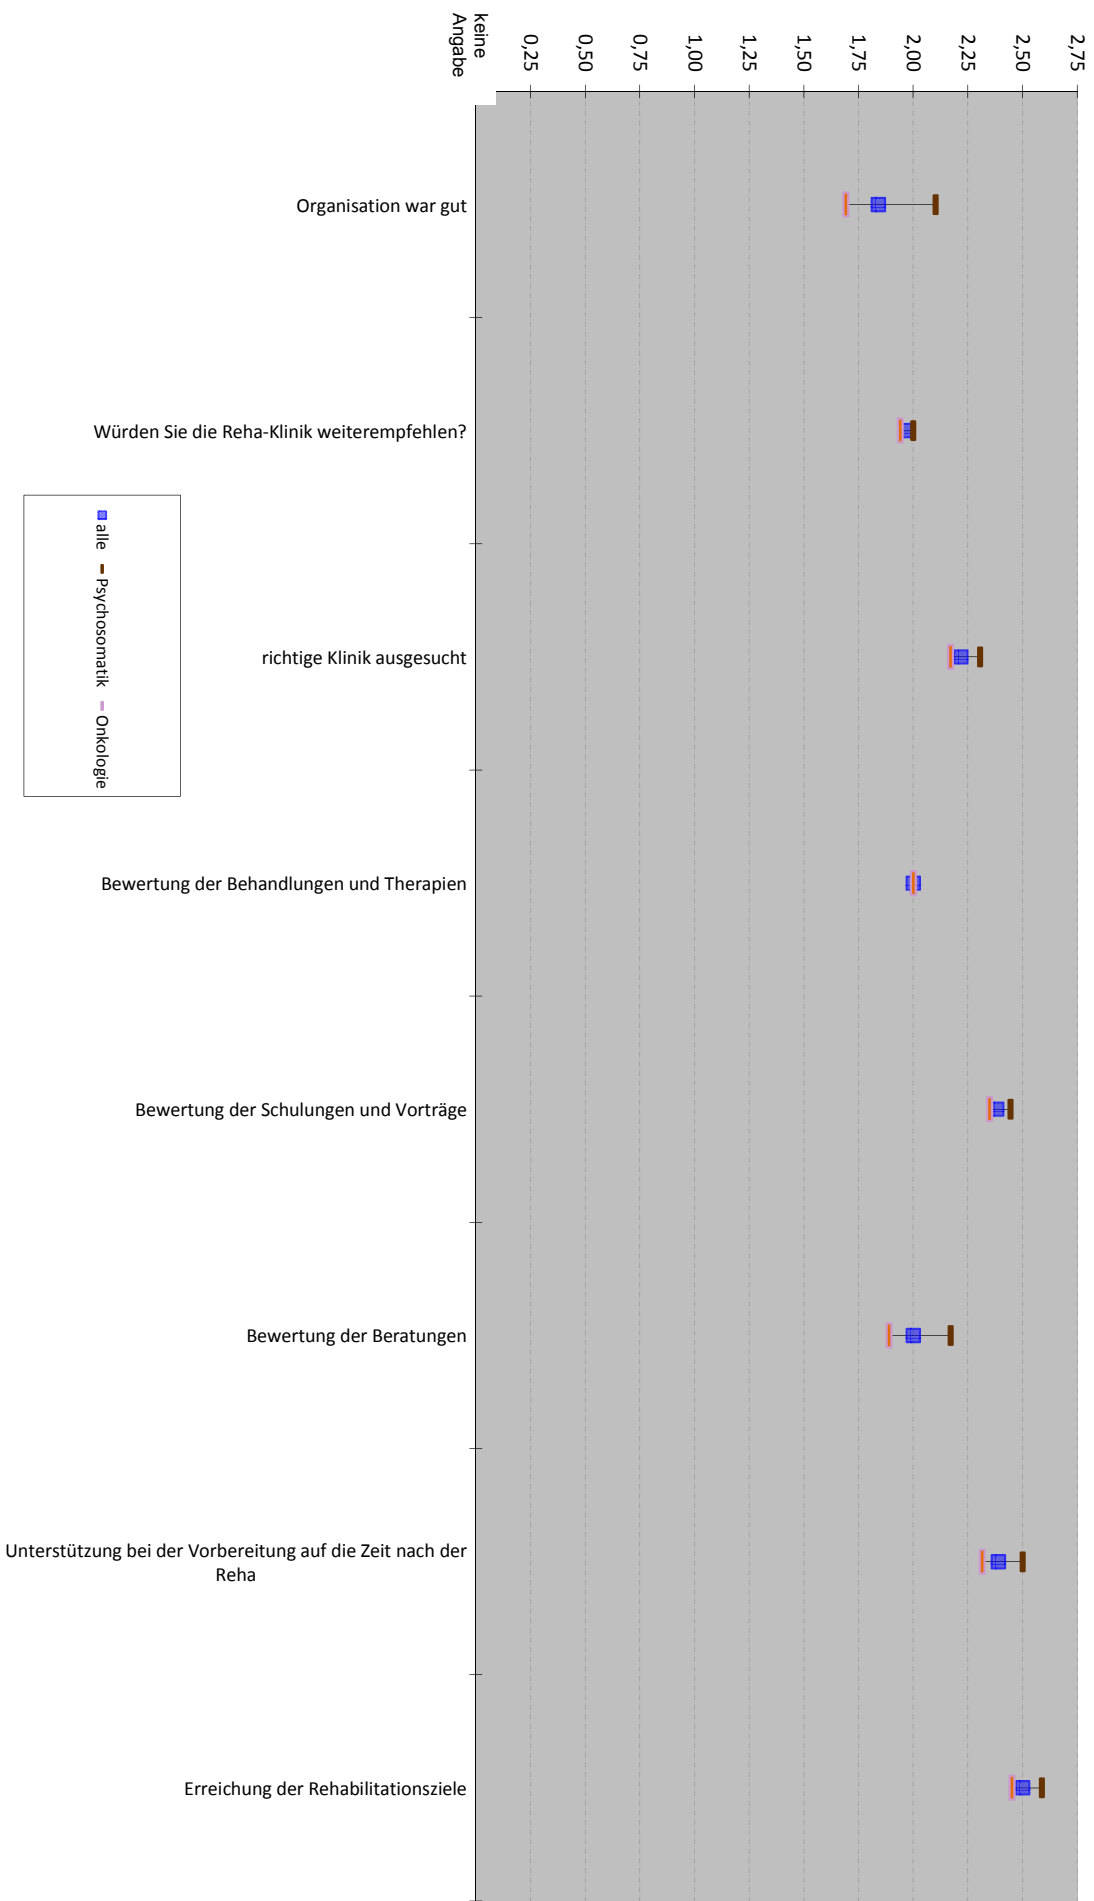 2,75
2,50
2,25
2,00
1,75
1,50
1,25
1,00
0,75
0,50
0,25
keine
Angabe
Organisation war gut
Würden Sie die Reha-Klinik weiterempfehlen?
richtige Klinik ausgesucht
Bewertung der Behandlungen und Therapien
Bewertung der Schulungen und Vorträge
Bewertung der Beratungen
Unterstützung bei der Vorbereitung auf die Zeit nach der
Reha
Erreichung der Rehabilitationsziele
alle Psychosomatik Onkologie